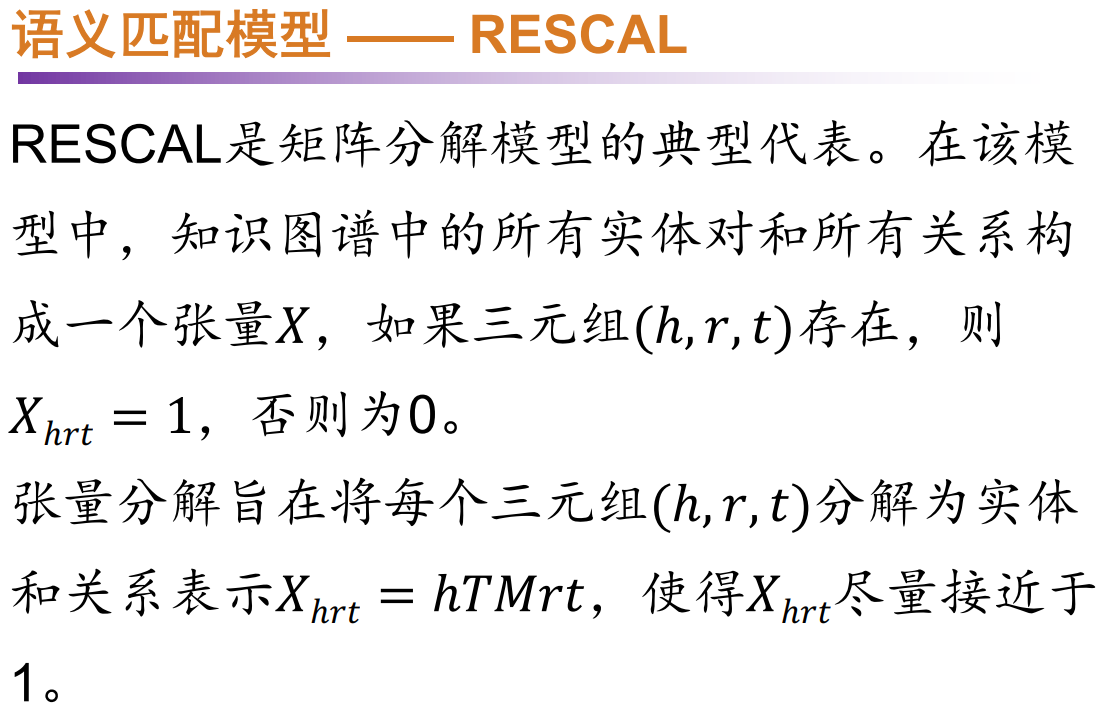 语义匹配模型 —— RESCAL
RESCAL是矩阵分解模型的典型代表。在该模
型中，知识图谱中的所有实体对和所有关系构
成一个张量X，如果三元组(h, r, t)存在，则
X_{hrt} = 1，否则为0。
张量分解旨在将每个三元组(h, r, t)分解为实体
和关系表示X_{hrt} = hTMrt，使得X_{hrt}尽量接近于
1。